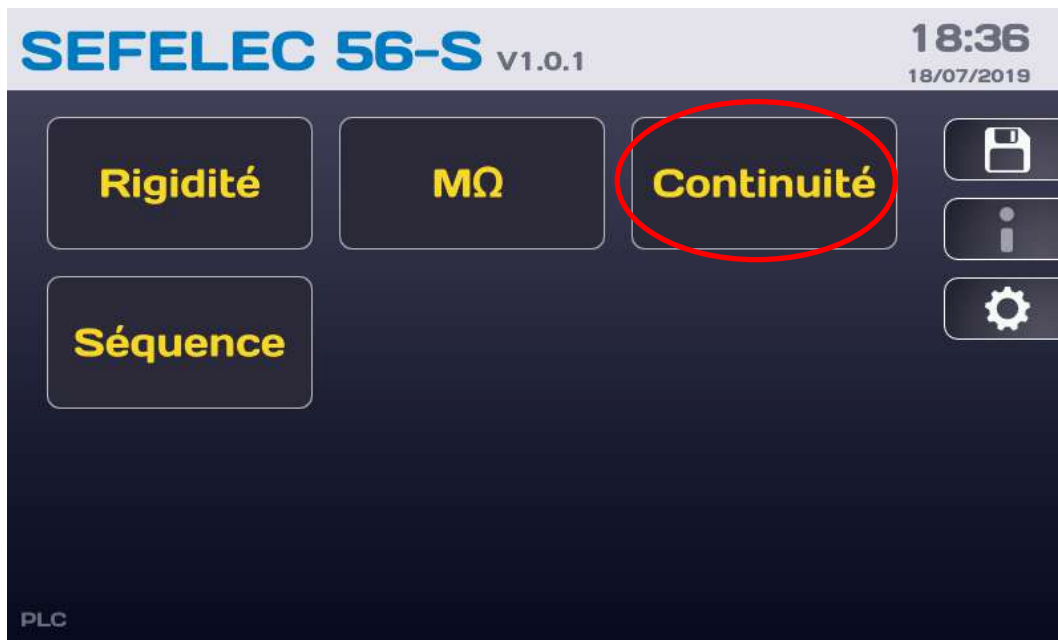 SEFELEC 56-S V1.0.1
18:36
18/07/2019
Rigidité
MΩ
Continuité
Séquence
PLC